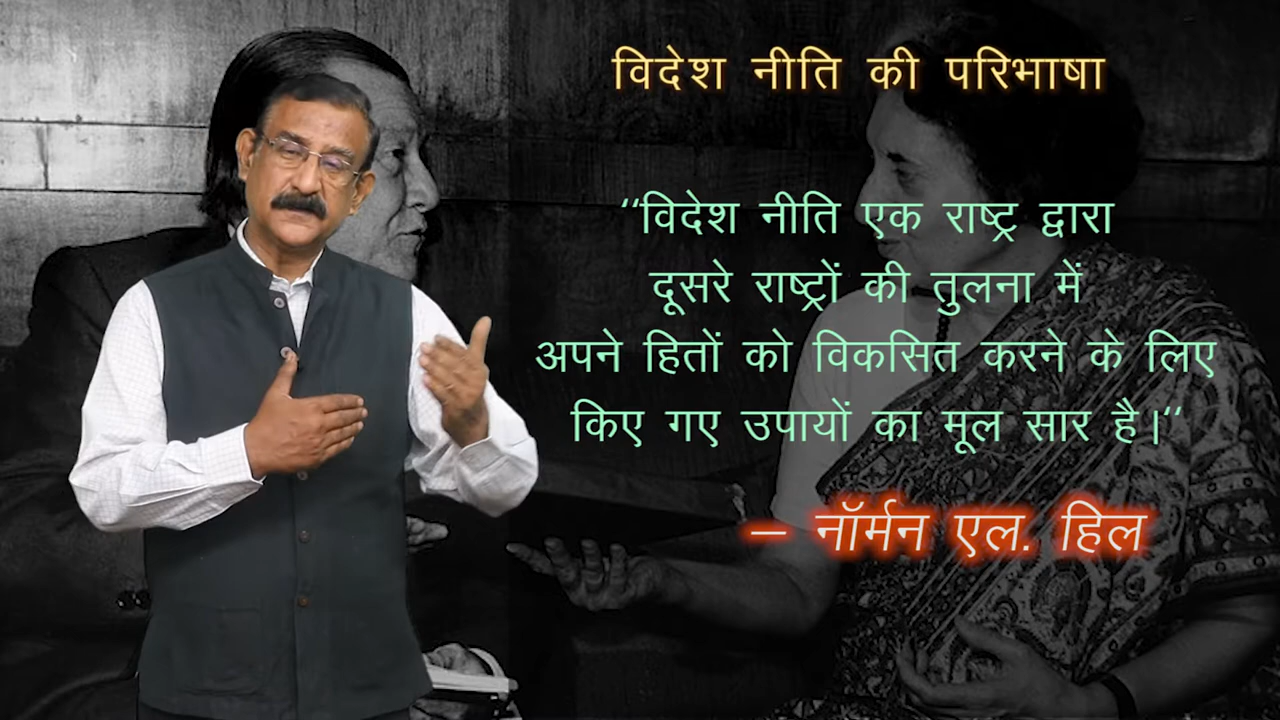 विदेश नीति की परिभाषा
‘‘विदेश नीति एक राष्ट्र द्वारा
दूसरे राष्ट्रों की तुलना में
अपने हितों को विकसित करने के लिए
किए गए उपायों का मूल सार है।‘‘
– नॉर्मन एल. हिल